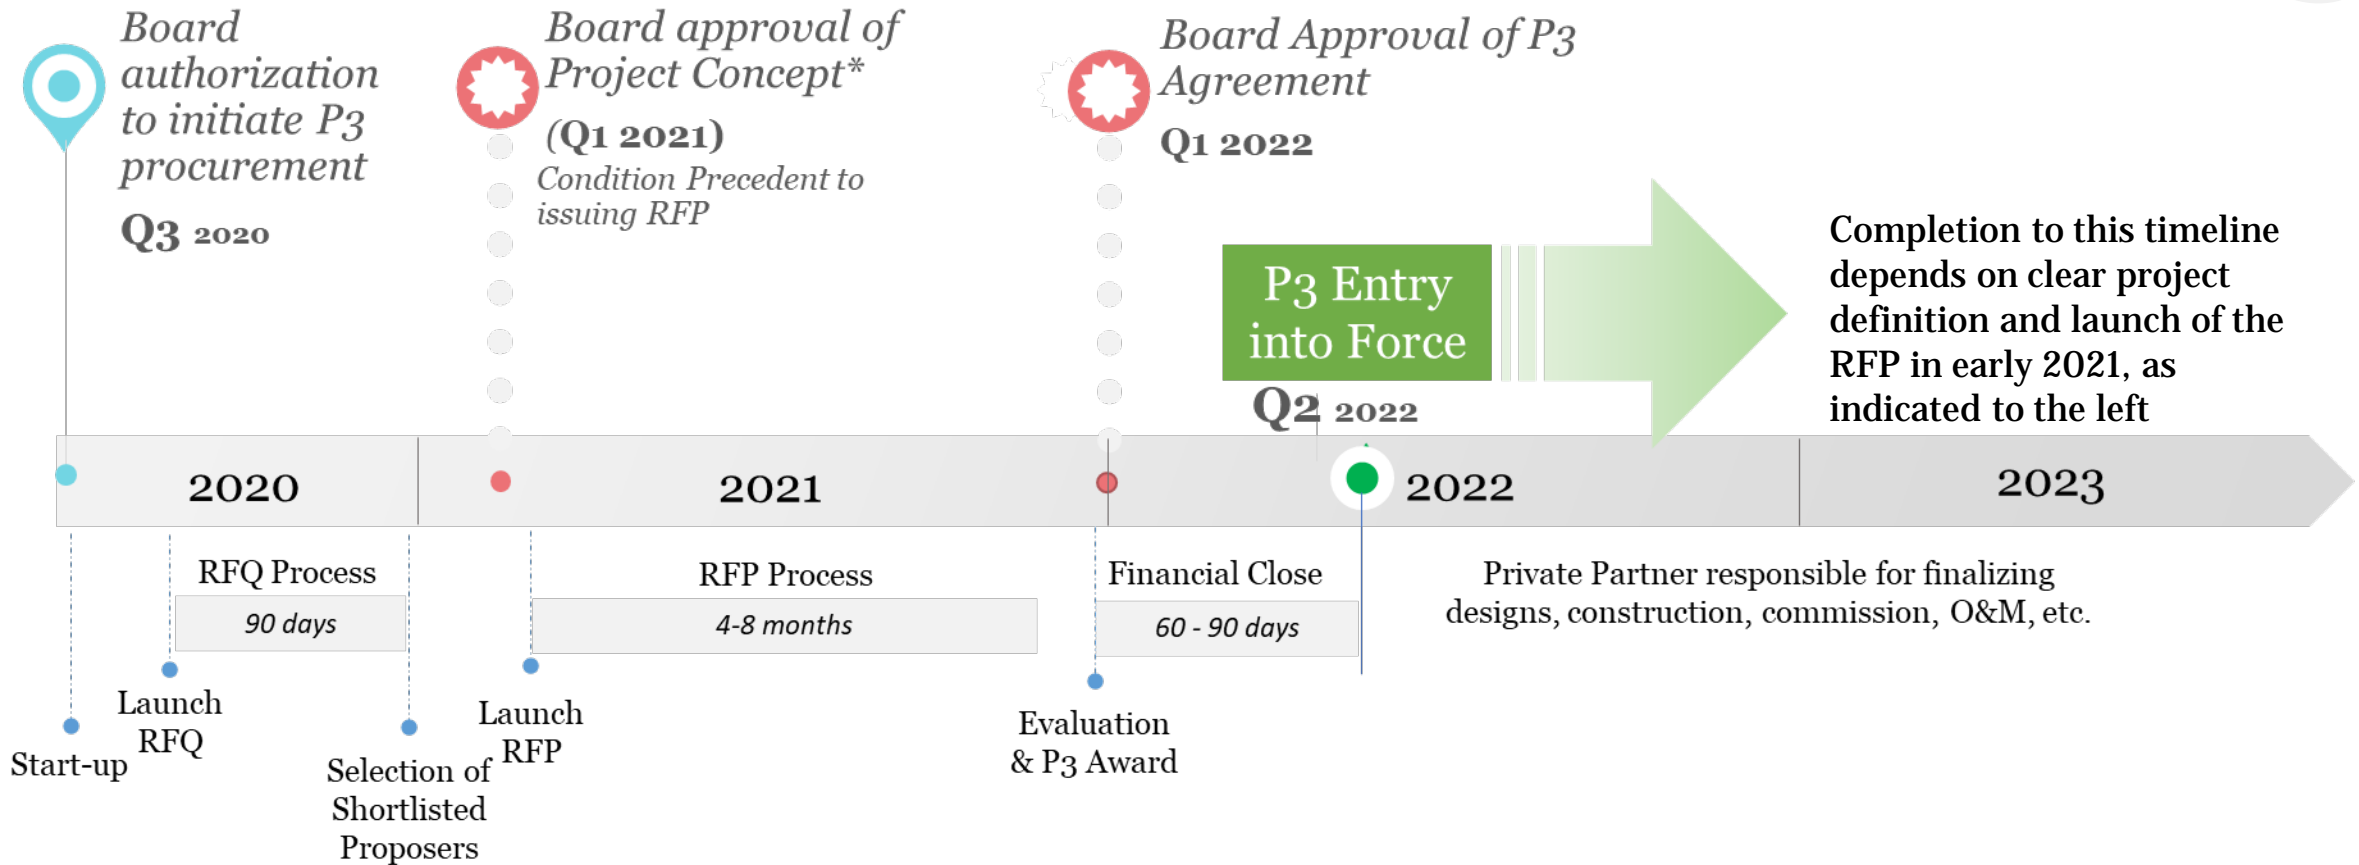 Board
authorization
to initiate P3
procurement
Q3 2020
Board approval of
Project Concept*
(Q1 2021)
Condition Precedent to
issuing RFP
Board Approval of P3
Agreement
Q1 2022
P3 Entry
into Force
Q2 2022
Completion to this timeline
depends on clear project
definition and launch of the
RFP in early 2021, as
indicated to the left
2020
2021
2022
2023
RFQ Process
90 days
RFP Process
4-8 months
Financial Close
60 - 90 days
Private Partner responsible for finalizing
designs, construction, commission, O&M, etc.
Start-up
Launch
RFQ
Selection of
Shortlisted
Proposers
Launch
RFP
Evaluation
& P3 Award